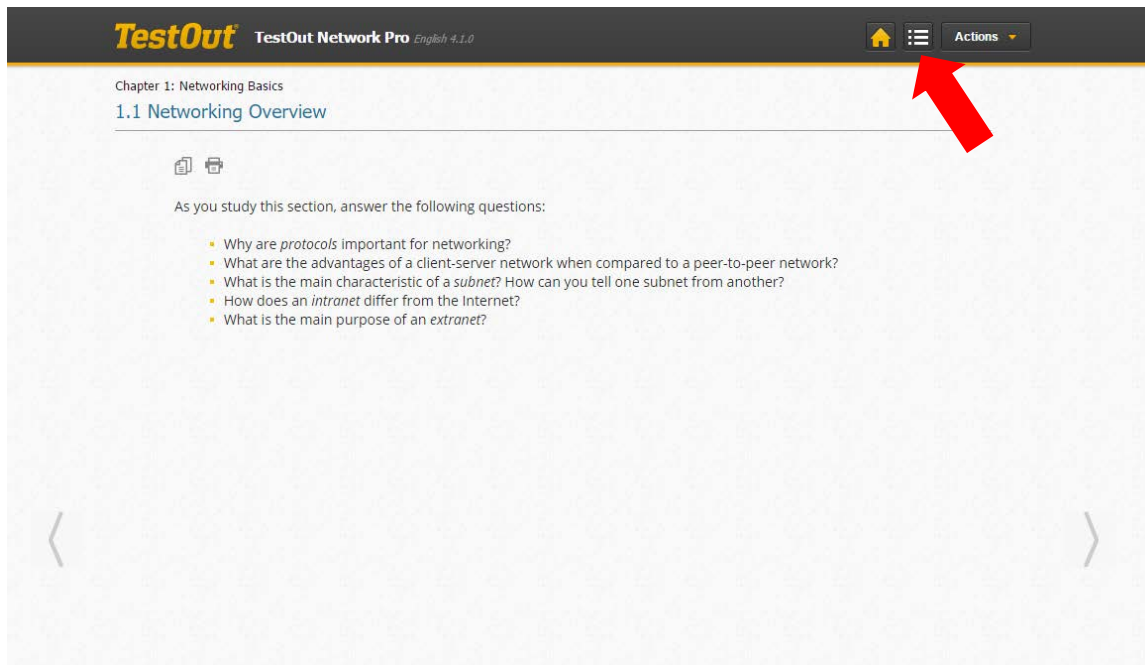 TestOut TestOut Network Pro English 4.1.0 Actions
Chapter 1: Networking Basics
1.1 Networking Overview
As you study this section, answer the following questions:
Why are protocols important for networking?
What are the advantages of a client-server network when compared to a peer-to-peer network?
What is the main characteristic of a subnet? How can you tell one subnet from another?
How does an intranet differ from the Internet?
What is the main purpose of an extranet?